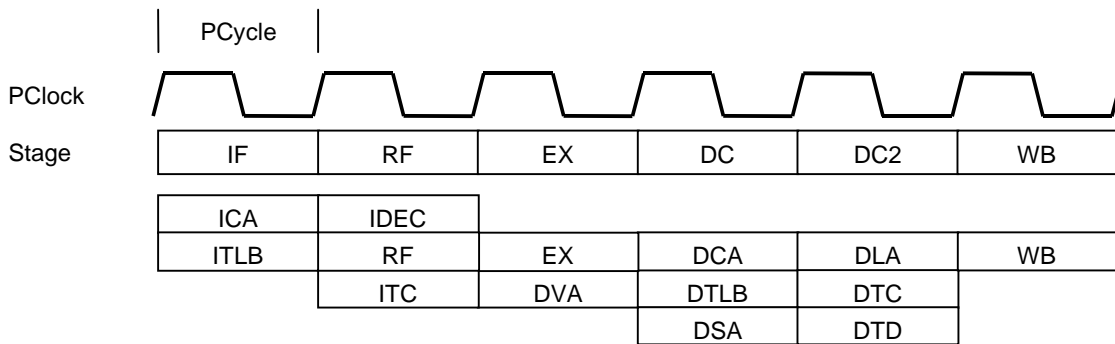 PCycle
PClock
Stage IF RF EX DC DC2 WB
ICA IDEC
ITLB RF EX DCA DLA WB
ITC DVA DTLB DTC
DSA DTD